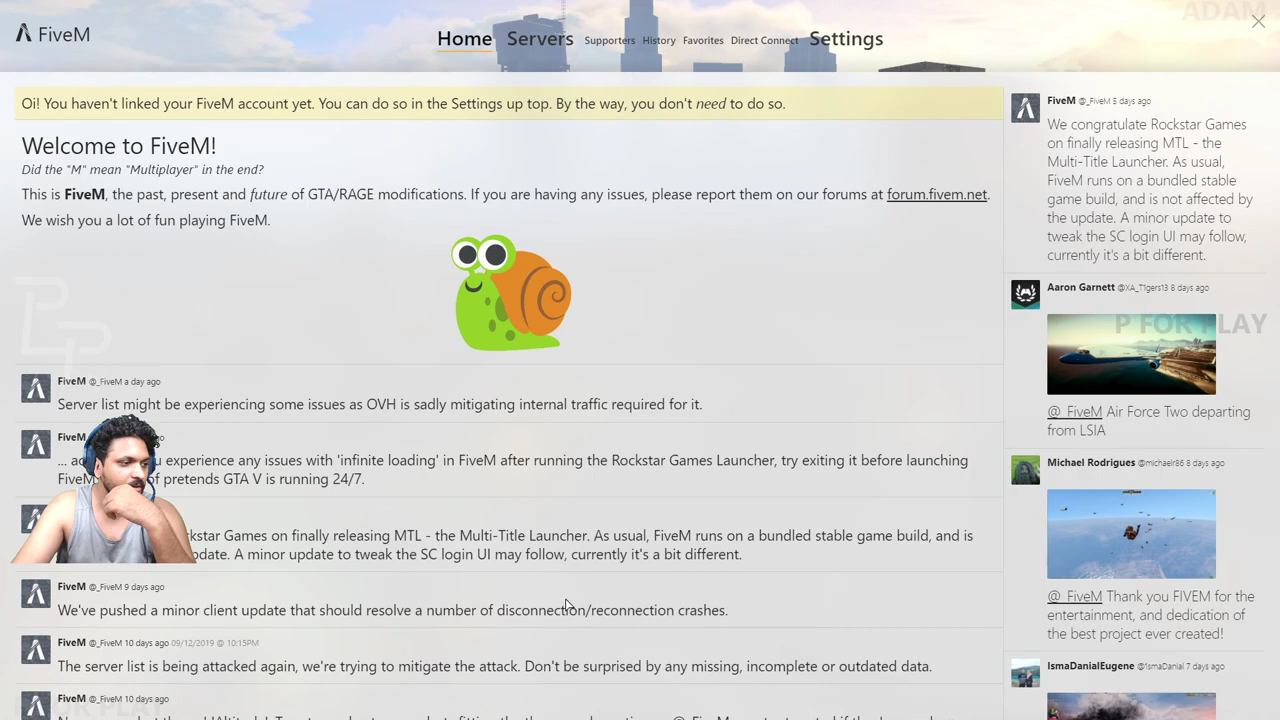 FiveM
Home Servers Supporters History Favorites Direct Connect Settings
ADAM
Oi! You haven't linked your FiveM account yet. You can do so in the Settings up top. By the way, you don't need to do so.
Welcome to FiveM!
Did the "M" mean "Multiplayer" in the end?
This is FiveM, the past, present and future of GTA/RAGE modifications. If you are having any issues, please report them on our forums at forum.fivem.net.
We wish you a lot of fun playing FiveM.
FiveM @_FiveM a day ago
Server list might be experiencing some issues as OVH is sadly mitigating internal traffic required for it.
FiveM ago
... experience any issues with 'infinite loading' in FiveM after running the Rockstar Games Launcher, try exiting it before launching
FiveM of pretends GTA V is running 24/7.
Games on finally releasing MTL - the Multi-Title Launcher. As usual, FiveM runs on a bundled stable game build, and is
A minor update to tweak the SC login UI may follow, currently it's a bit different.
FiveM @_FiveM 9 days ago
We've pushed a minor client update that should resolve a number of disconnection/reconnection crashes.
FiveM @_FiveM 10 days ago 09/12/2019 @ 10:15PM
The server list is being attacked again, we're trying to mitigate the attack. Don't be surprised by any missing, incomplete or outdated data.
FiveM @_FiveM 10 days ago
FiveM @_FiveM 5 days ago
We congratulate Rockstar Games
on finally releasing MTL - the
Multi-Title Launcher. As usual,
FiveM runs on a bundled stable
game build, and is not affected by
the update. A minor update to
tweak the SC login UI may follow,
currently it's a bit different.
Aaron Garnett @XA_T1gers13 8 days ago
P FOR PLAY
@_FiveM Air Force Two departing
from LSIA
Michael Rodrigues @michaelr86 8 days ago
@_FiveM Thank you FIVEM for the
entertainment, and dedication of
the best project ever created!
IsmaDanialEugene @1smaDanial 7 days ago